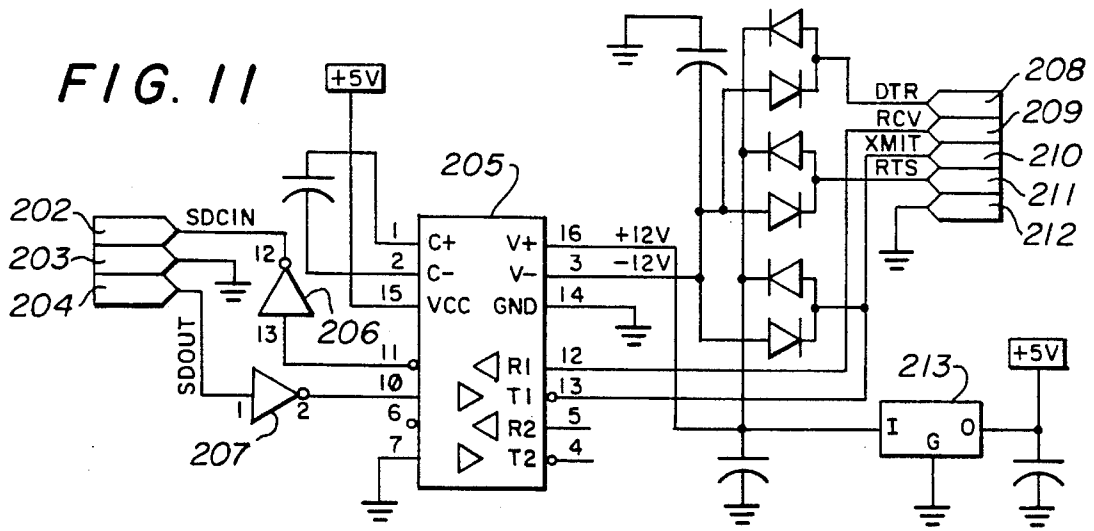 FIG. 11
+5V
205
202
203
204
SDCIN
12
206
13
SDOUT
1
2
207
1 C+
2 C-
15 VCC
11
10
6
7
V+ 16 +12V
V- 3 -12V
GND 14
R1 12
T1 13
R2 5
T2 4
DTR
RCV
XMIT
RTS
208
209
210
211
212
213
I G O
+5V